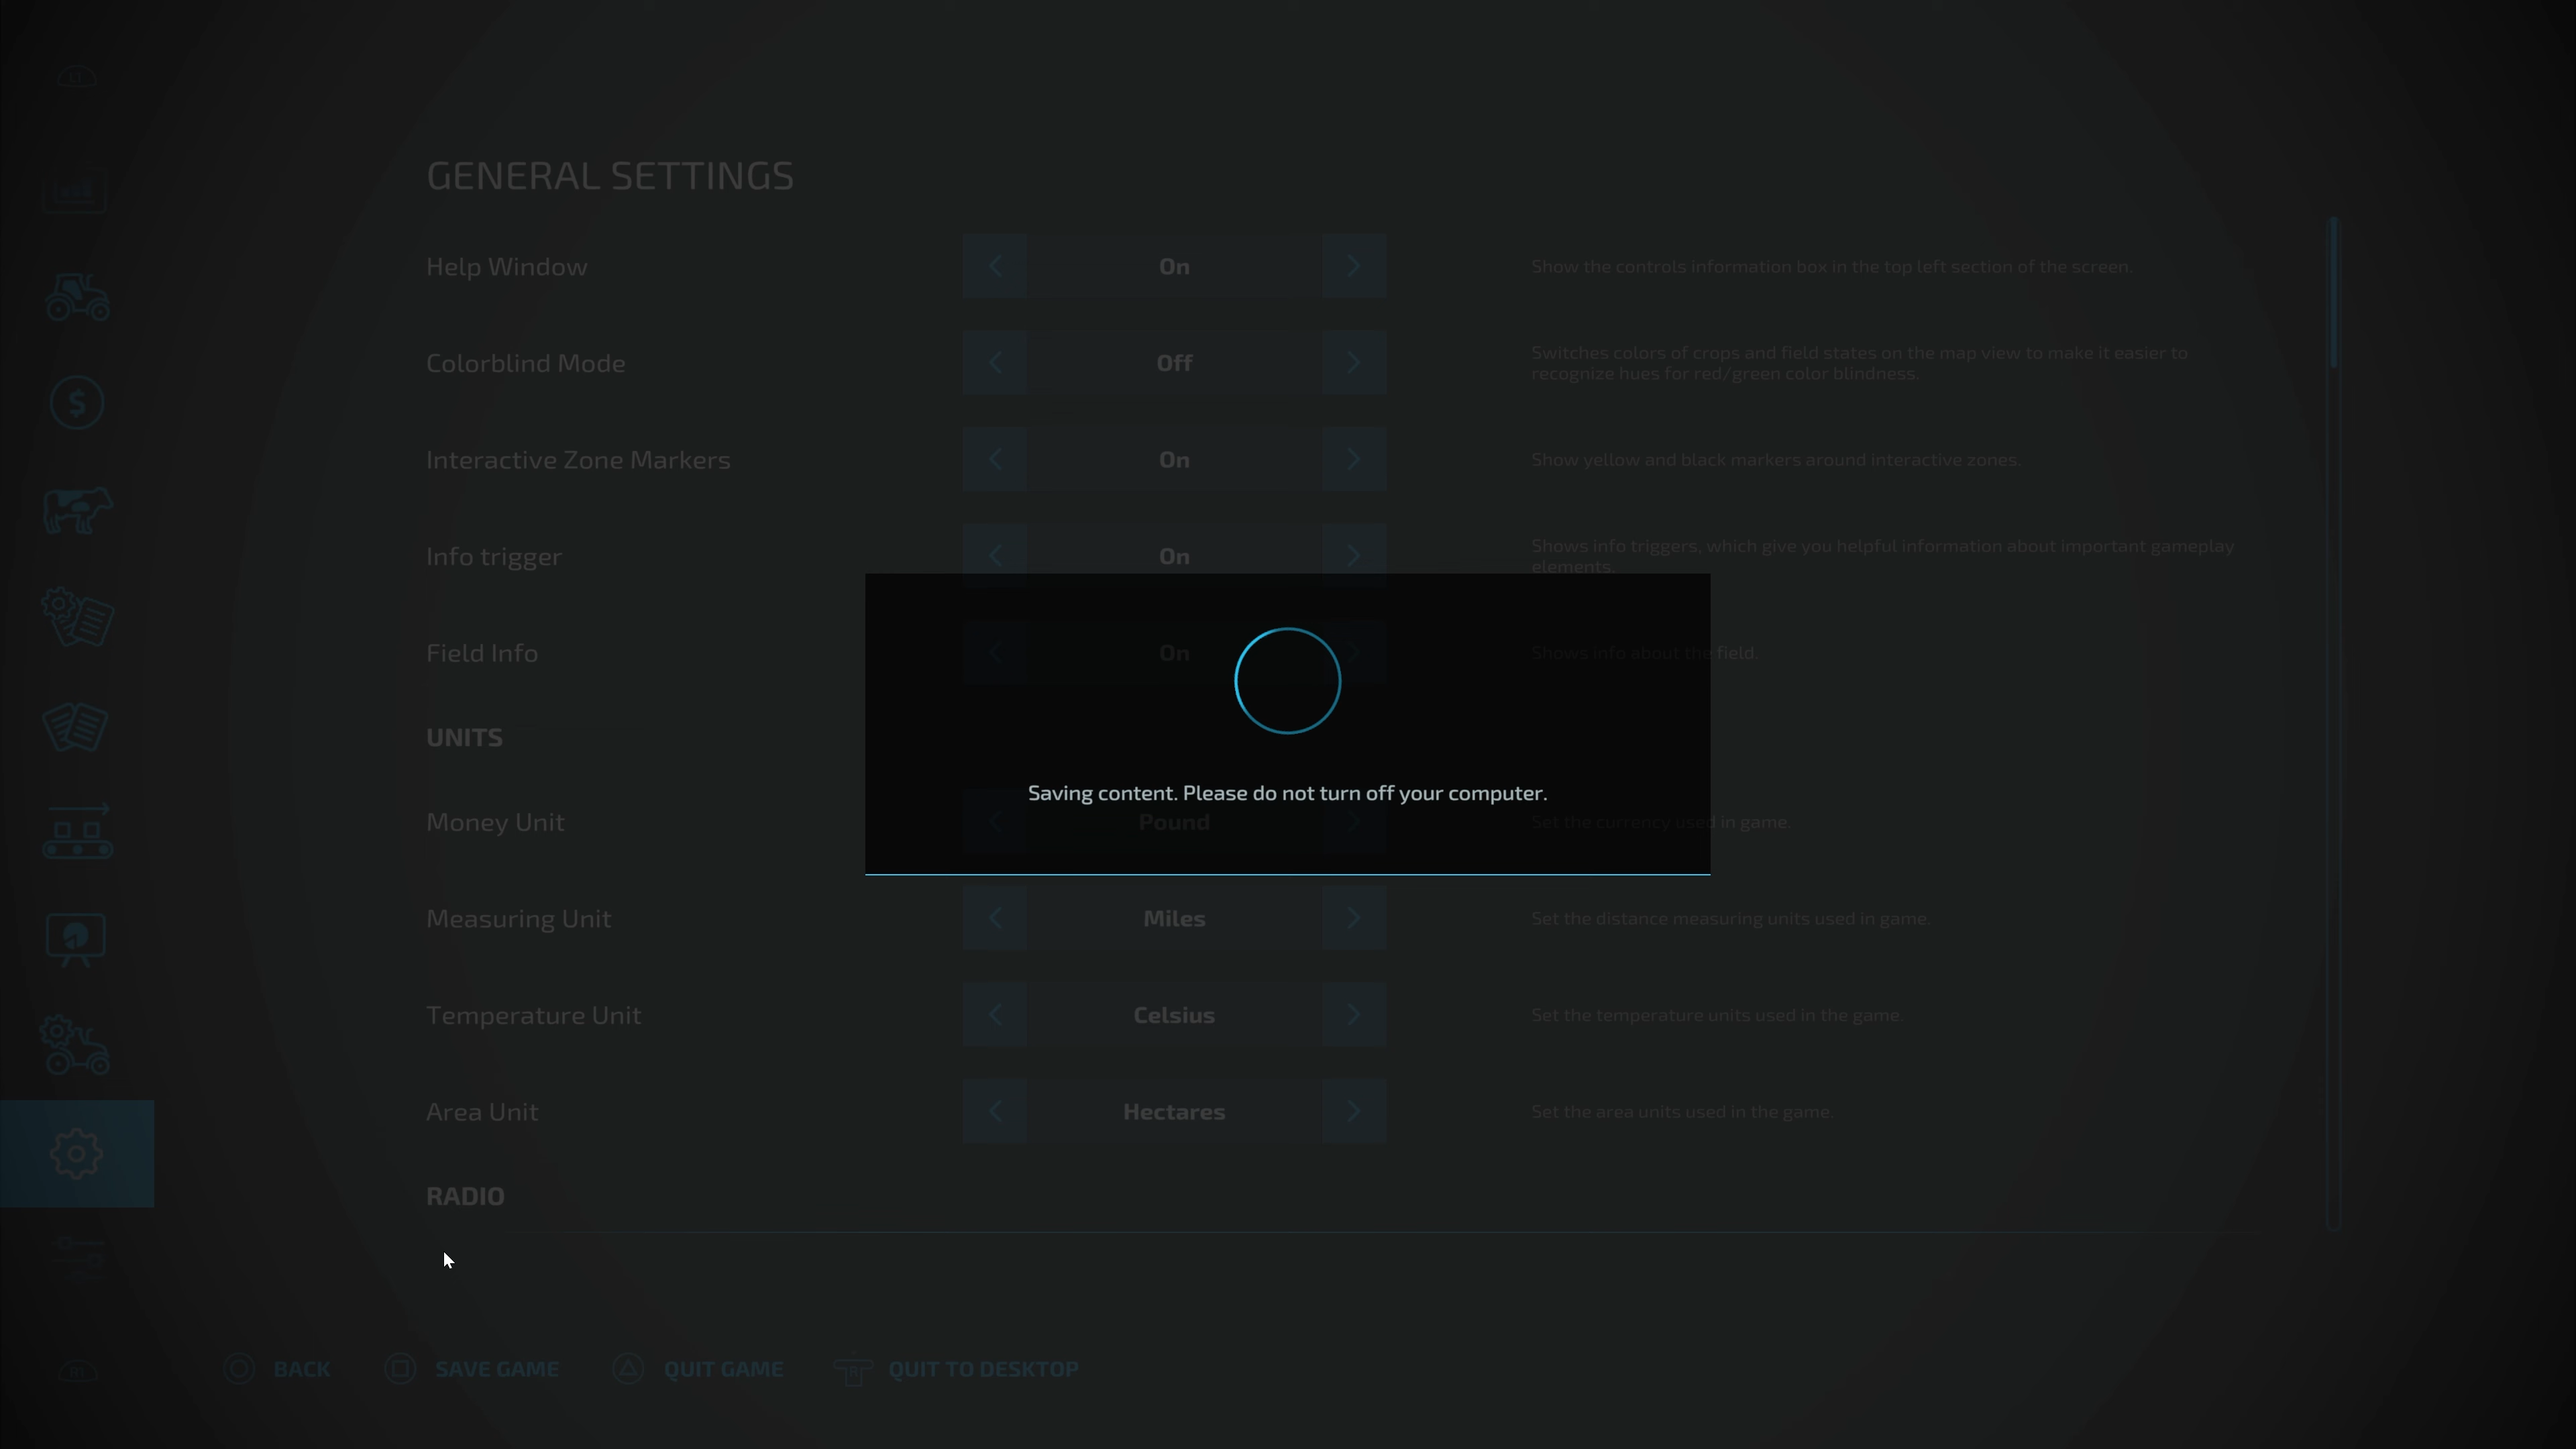 L1
GENERAL SETTINGS
Help Window
On
Show the controls information box in the top left section of the screen.
Colorblind Mode
Off
Switches colors of crops and field states on the map view to make it easier to
recognize hues for red/green color blindness.
Interactive Zone Markers
On
Show yellow and black markers around interactive zones.
Info trigger
On
Shows info triggers, which give you helpful information about important gameplay
elements.
Field Info
On
Shows info about the field.
UNITS
Saving content. Please do not turn off your computer.
Money Unit
Pound
Set the currency used in game.
Measuring Unit
Miles
Set the distance measuring units used in game.
Temperature Unit
Celsius
Set the temperature units used in the game.
Area Unit
Hectares
Set the area units used in the game.
RADIO
BACK
SAVE GAME
QUIT GAME
R
QUIT TO DESKTOP